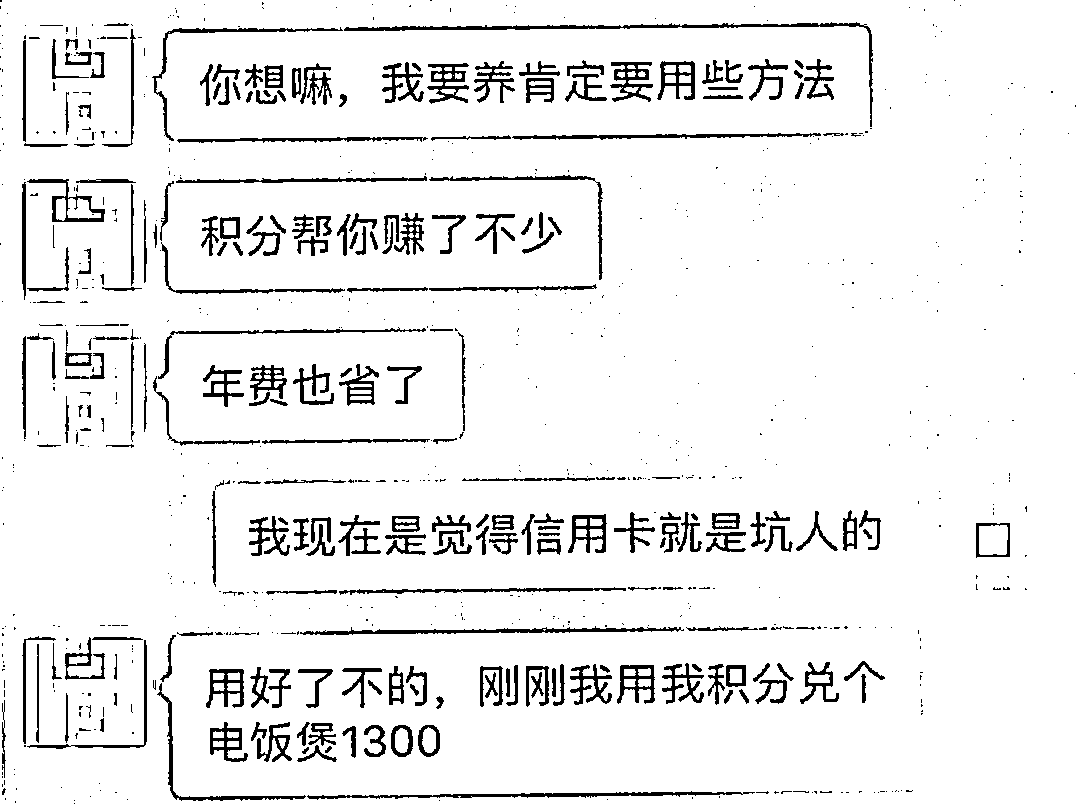 你想嘛，我要养肯定要用些方法
积分帮你赚了不少
年费也省了
我现在是觉得信用卡就是坑人的
用好了不的，刚刚我用我积分兑个
电饭煲1300